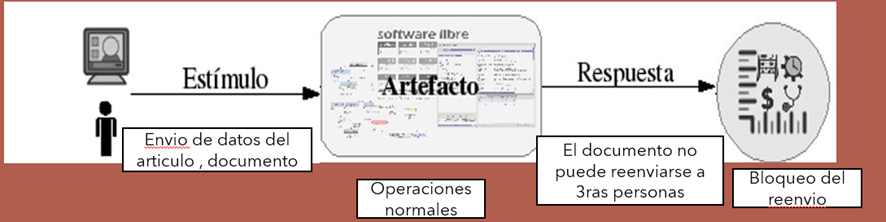 software libre
Estímulo
Artefacto
Respuesta
Envio de datos del
articulo , documento
Operaciones
normales
El documento no
puede reenviarse a
3ras personas
Bloqueo del
reenvio